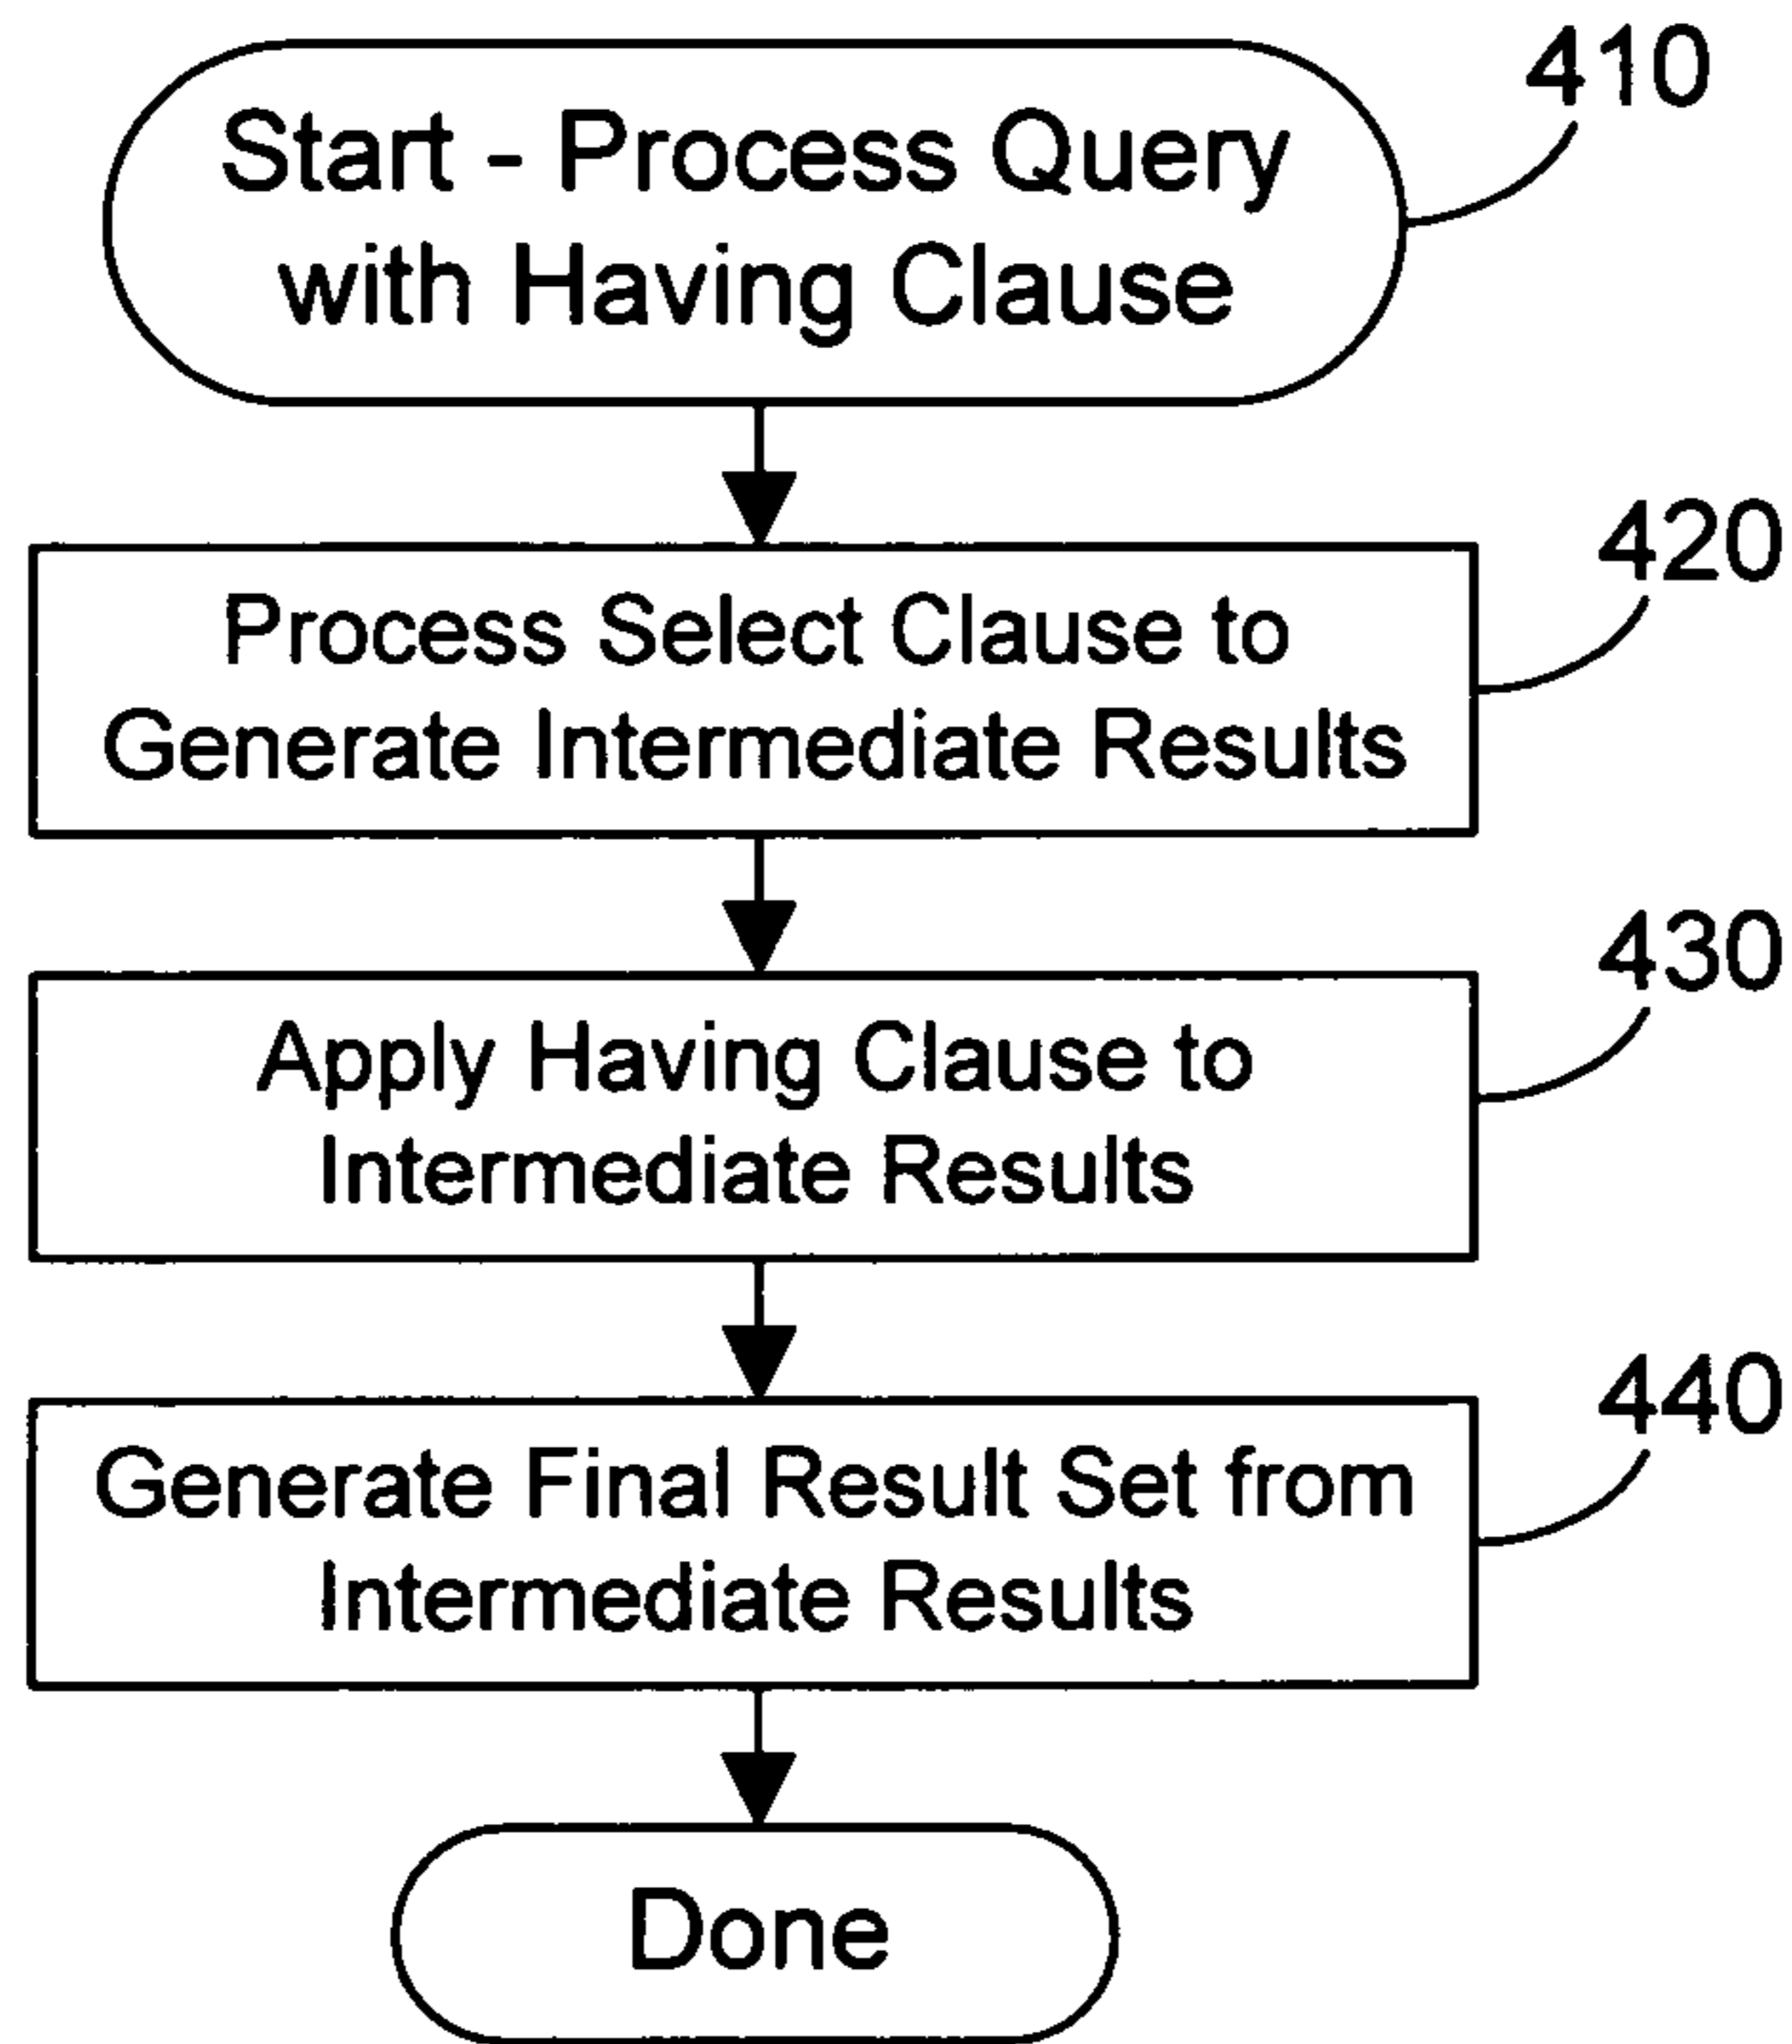 410
Start - Process Query
with Having Clause
420
Process Select Clause to
Generate Intermediate Results
430
Apply Having Clause to
Intermediate Results
440
Generate Final Result Set from
Intermediate Results
Done